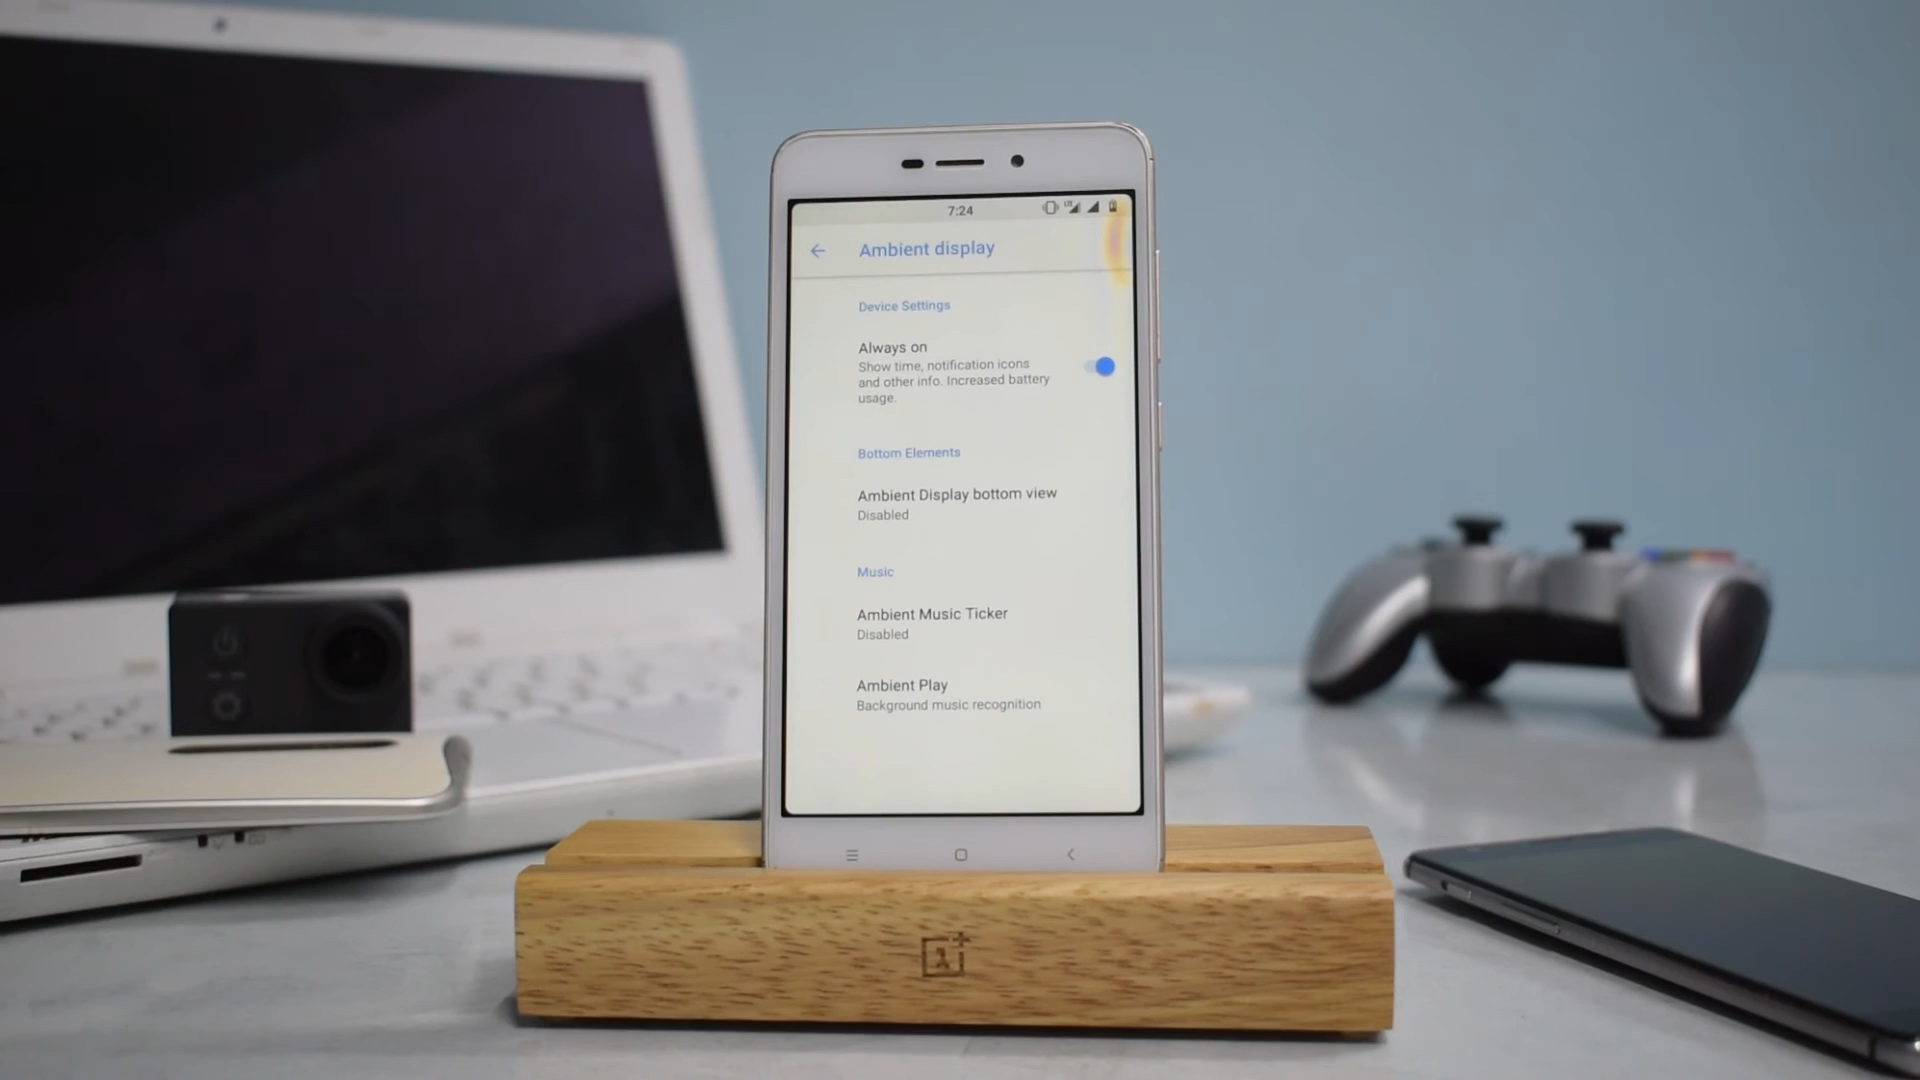 7:24
Ambient display
Device Settings
Always on
Show time, notification icons
and other info. Increased battery
usage.
Bottom Elements
Ambient Display bottom view
Disabled
Music
Ambient Music Ticker
Disabled
Ambient Play
Background music recognition